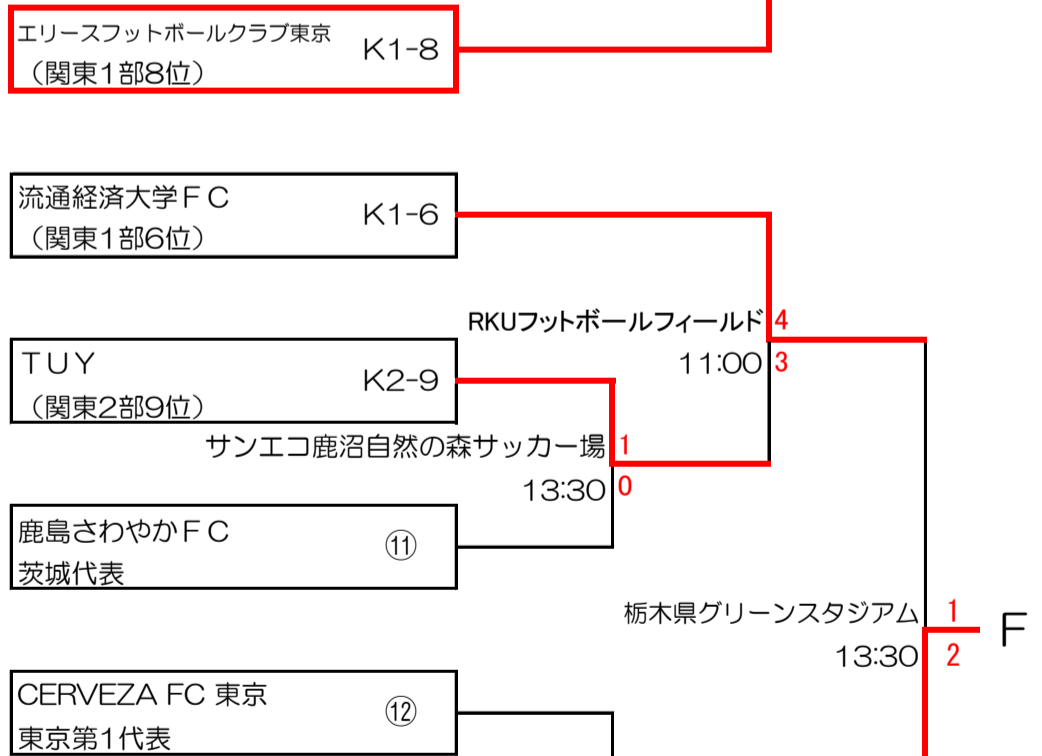 エリースフットボールクラブ東京
K1-8
（関東1部8位）
流通経済大学ＦＣ
K1-6
（関東1部6位）
RKUフットボールフィールド 4
11:00 3
ＴＵＹ
K2-9
（関東2部9位）
サンエコ鹿沼自然の森サッカー場 1
13:30 0
鹿島さわやかＦＣ
⑪
茨城代表
栃木県グリーンスタジアム 1
F
13:30 2
CERVEZA FC 東京
⑫
東京第1代表